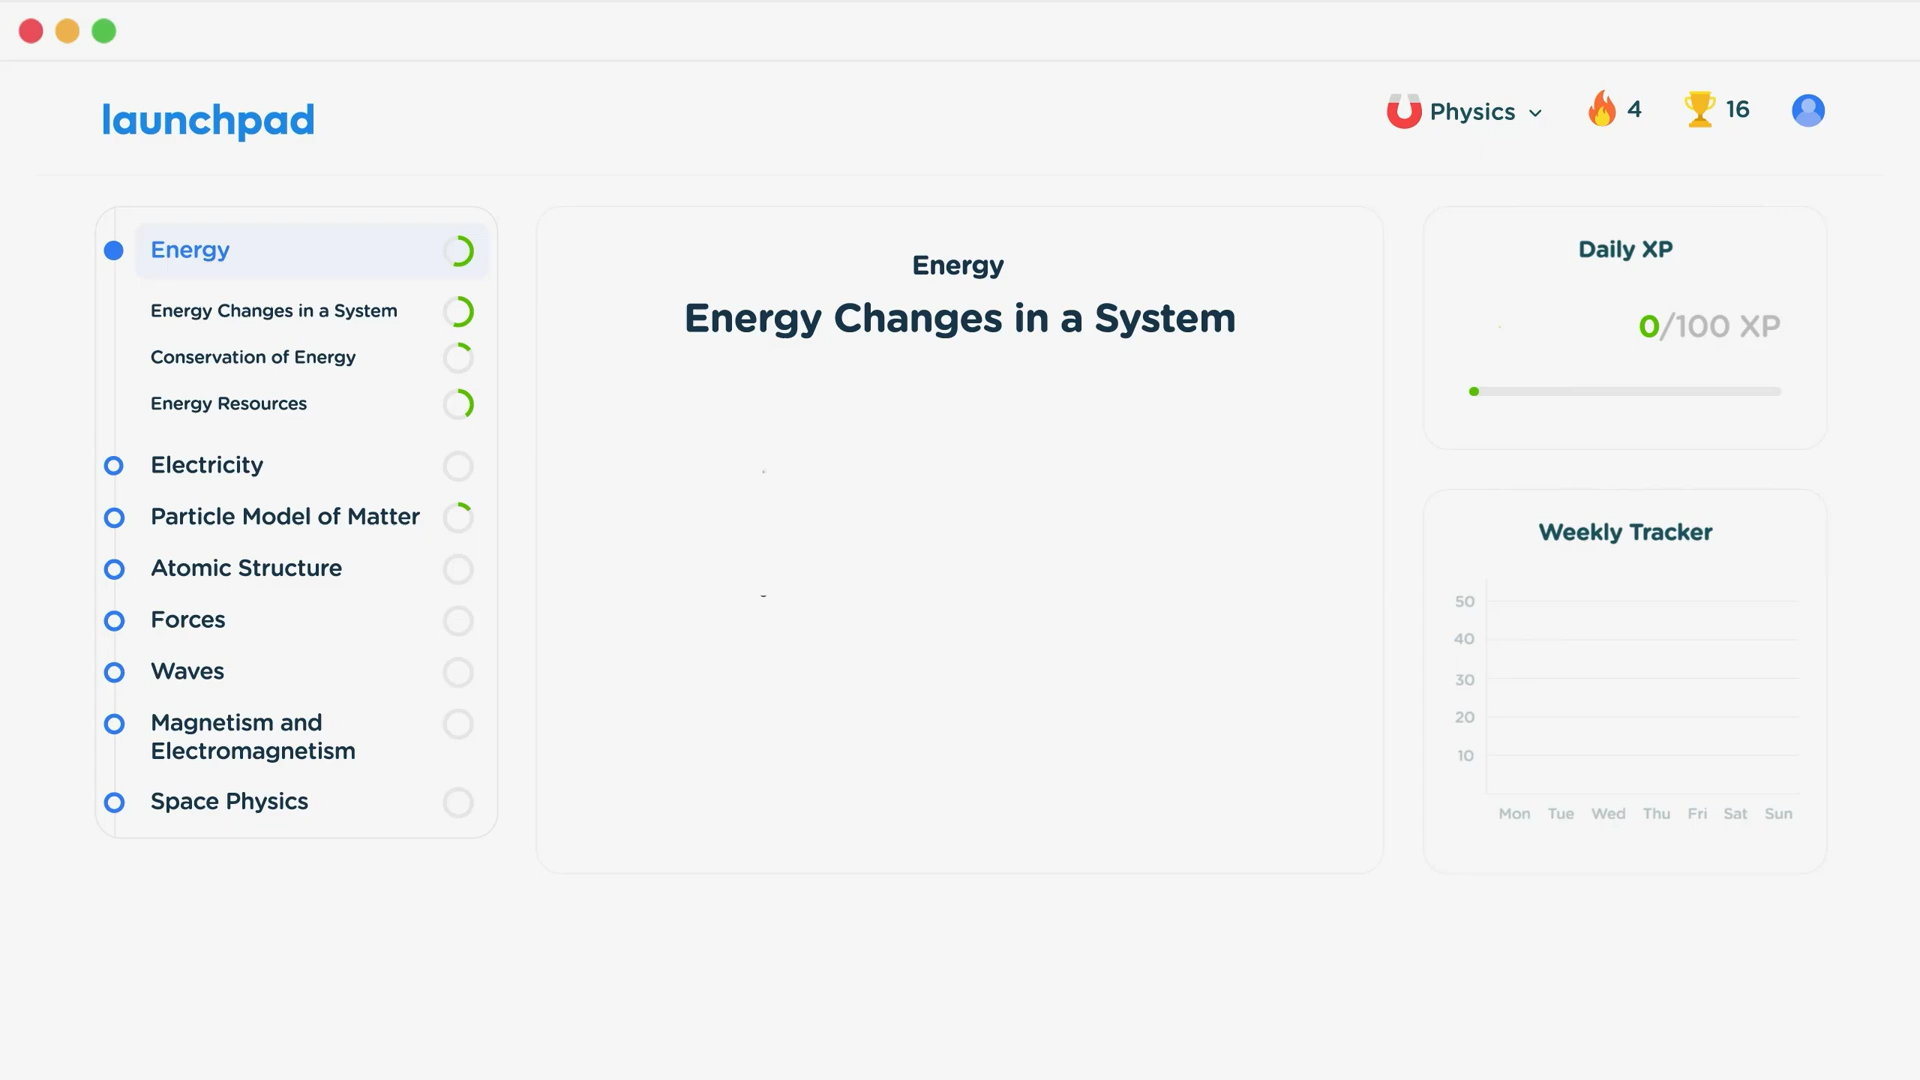 launchpad
Physics
4
16
Energy
Energy Changes in a System
Conservation of Energy
Energy Resources
Electricity
Particle Model of Matter
Atomic Structure
Forces
Waves
Magnetism and
Electromagnetism
Space Physics
Energy
Energy Changes in a System
Daily XP
0/100 XP
Weekly Tracker
50
40
30
20
10
Mon Tue Wed Thu Fri Sat Sun